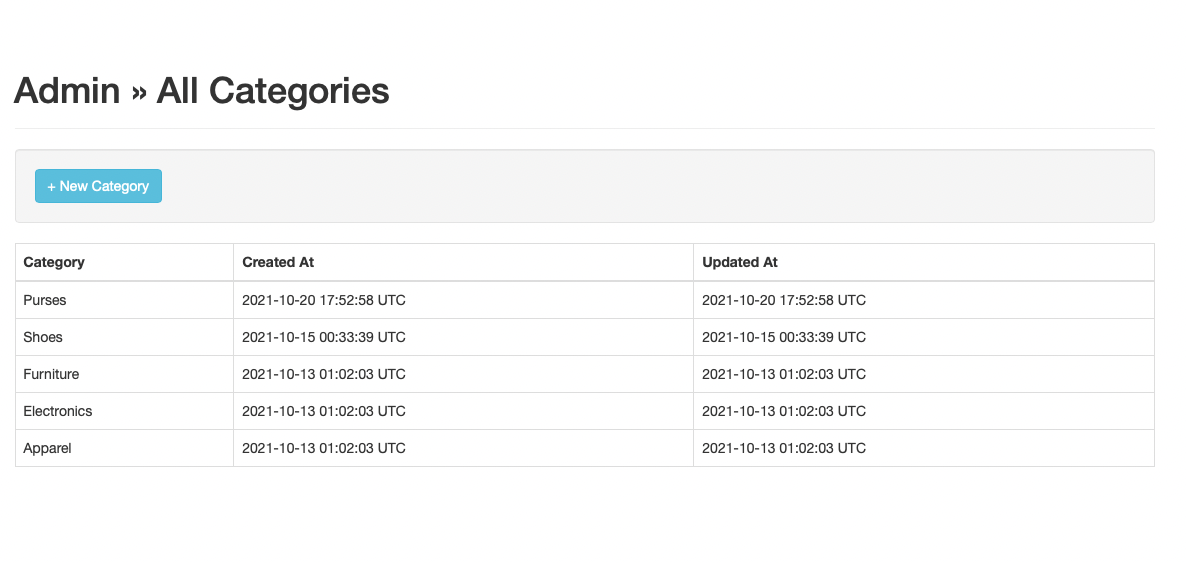 Admin » All Categories
+ New Category
Category Created At Updated At
Purses 2021-10-20 17:52:58 UTC 2021-10-20 17:52:58 UTC
Shoes 2021-10-15 00:33:39 UTC 2021-10-15 00:33:39 UTC
Furniture 2021-10-13 01:02:03 UTC 2021-10-13 01:02:03 UTC
Electronics 2021-10-13 01:02:03 UTC 2021-10-13 01:02:03 UTC
Apparel 2021-10-13 01:02:03 UTC 2021-10-13 01:02:03 UTC